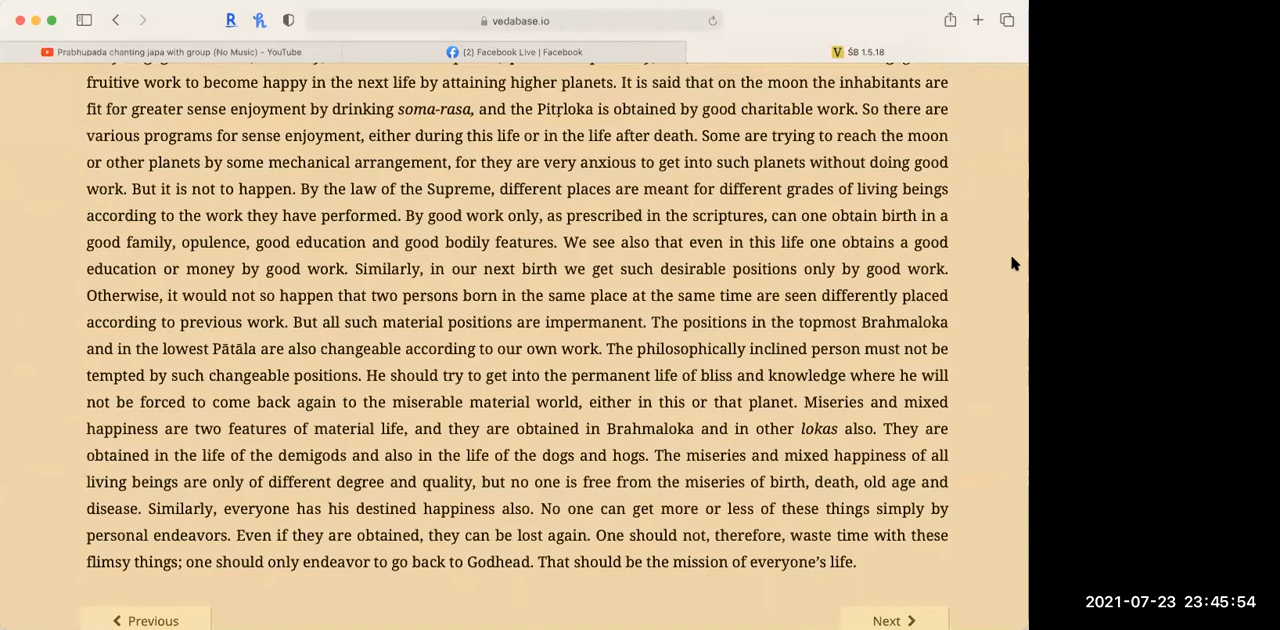 vedabase.io
Prabhupada chanting japa with group (No Music) - YouTube
(2) Facebook Live | Facebook
V ŚB 1.5.18
fruitive work to become happy in the next life by attaining higher planets. It is said that on the moon the inhabitants are
fit for greater sense enjoyment by drinking soma-rasa, and the Pitṛloka is obtained by good charitable work. So there are
various programs for sense enjoyment, either during this life or in the life after death. Some are trying to reach the moon
or other planets by some mechanical arrangement, for they are very anxious to get into such planets without doing good
work. But it is not to happen. By the law of the Supreme, different places are meant for different grades of living beings
according to the work they have performed. By good work only, as prescribed in the scriptures, can one obtain birth in a
good family, opulence, good education and good bodily features. We see also that even in this life one obtains a good
education or money by good work. Similarly, in our next birth we get such desirable positions only by good work.
Otherwise, it would not so happen that two persons born in the same place at the same time are seen differently placed
according to previous work. But all such material positions are impermanent. The positions in the topmost Brahmaloka
and in the lowest Pātāla are also changeable according to our own work. The philosophically inclined person must not be
tempted by such changeable positions. He should try to get into the permanent life of bliss and knowledge where he will
not be forced to come back again to the miserable material world, either in this or that planet. Miseries and mixed
happiness are two features of material life, and they are obtained in Brahmaloka and in other lokas also. They are
obtained in the life of the demigods and also in the life of the dogs and hogs. The miseries and mixed happiness of all
living beings are only of different degree and quality, but no one is free from the miseries of birth, death, old age and
disease. Similarly, everyone has his destined happiness also. No one can get more or less of these things simply by
personal endeavors. Even if they are obtained, they can be lost again. One should not, therefore, waste time with these
flimsy things; one should only endeavor to go back to Godhead. That should be the mission of everyone’s life.
Previous
Next
2021-07-23 23:45:54